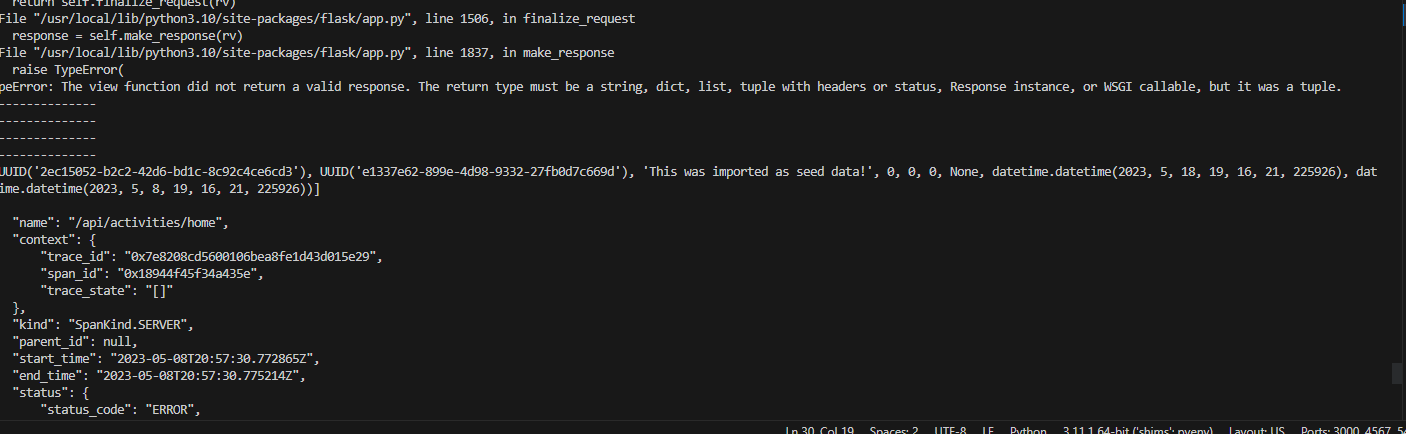 return self.finalize_request(rv)
File "/usr/local/lib/python3.10/site-packages/flask/app.py", line 1506, in finalize_request
response = self.make_response(rv)
File "/usr/local/lib/python3.10/site-packages/flask/app.py", line 1837, in make_response
raise TypeError(
peError: The view function did not return a valid response. The return type must be a string, dict, list, tuple with headers or status, Response instance, or WSGI callable, but it was a tuple.
--------------
--------------
--------------
UUID('2ec15052-b2c2-42d6-bd1c-8c92c4ce6cd3'), UUID('e1337e62-899e-4d98-9332-27fb0d7c669d'), 'This was imported as seed data!', 0, 0, 0, None, datetime.datetime(2023, 5, 18, 19, 16, 21, 225926), dat
ime.datetime(2023, 5, 8, 19, 16, 21, 225926))]
"name": "/api/activities/home",
"context": {
"trace_id": "0x7e8208cd5600106bea8fe1d43d015e29",
"span_id": "0x18944f45f34a435e",
"trace_state": "[]"
},
"kind": "SpanKind.SERVER",
"parent_id": null,
"start_time": "2023-05-08T20:57:30.772865Z",
"end_time": "2023-05-08T20:57:30.775214Z",
"status": {
"status_code": "ERROR",
Ln 30, Col 19 Spaces: 2 UTF-8 LF Python 3.11.1 64-bit ('shims': pyenv) Layout: US Ports: 3000, 4567,